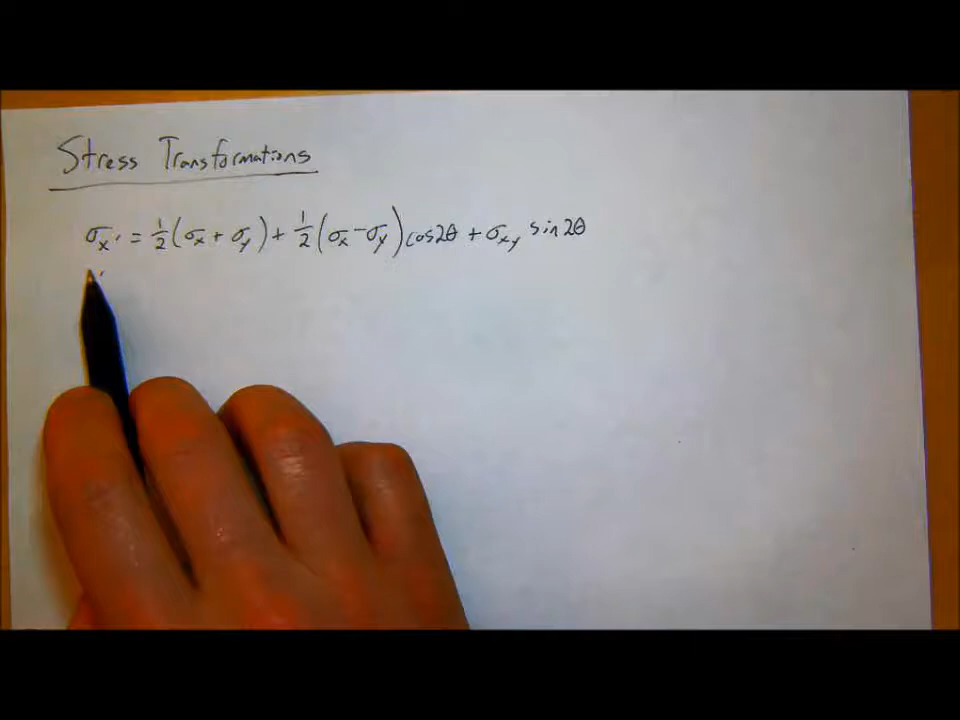 Stress Transformations
σx' = 1/2(σx + σy) + 1/2(σx - σy)cos2θ + σxy sin2θ